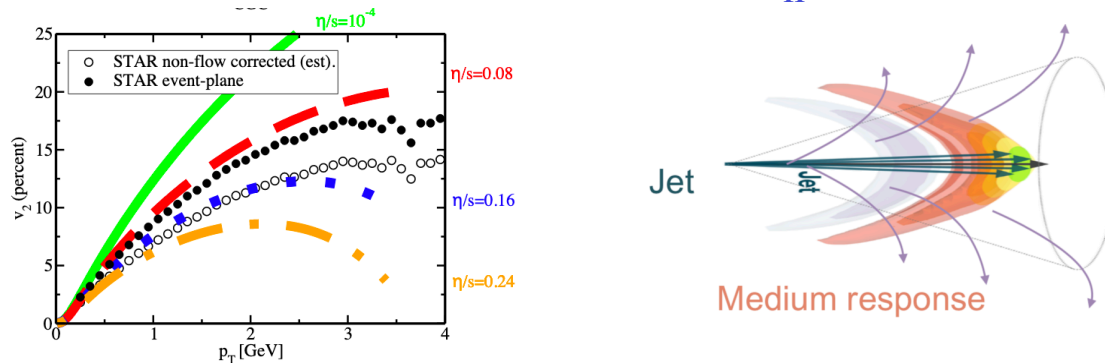 η/s=10⁻⁴
25
20
15
10
5
0
v₂ (percent)
STAR non-flow corrected (est).
STAR event-plane
η/s=0.08
η/s=0.16
η/s=0.24
0 1 2 3 4
p_T [GeV]
Jet
Jet
Medium response